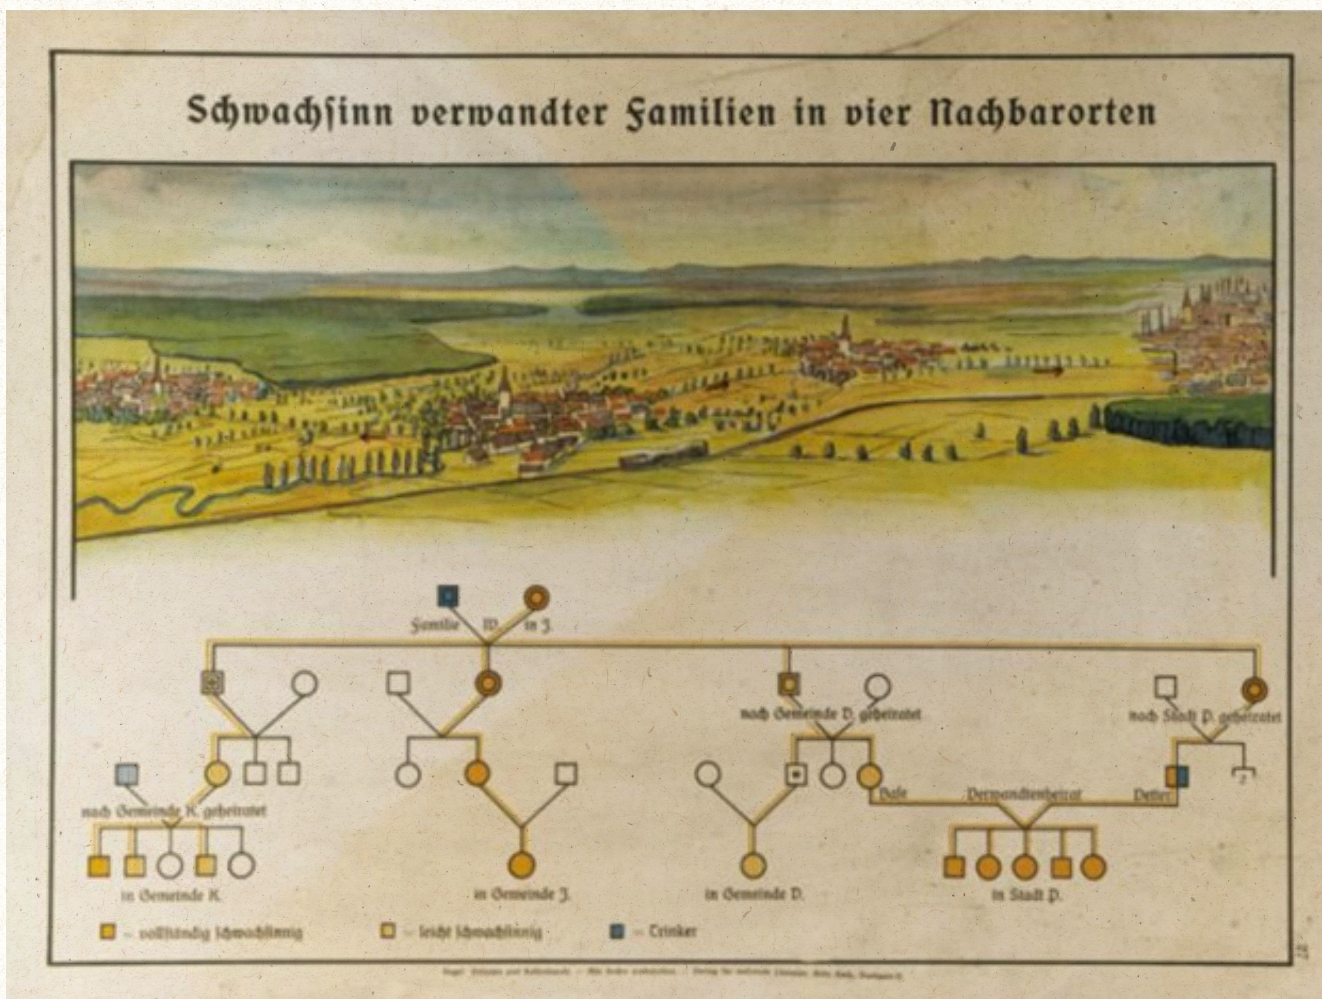 Schwachsinn verwandter Familien in vier Nachbarorten
Familie W. in J.
nach Gemeinde D. geheiratet
nach Stadt P. geheiratet
Base Verwandtenheirat Vetter
?
nach Gemeinde K. geheiratet
in Gemeinde K.
in Gemeinde J.
in Gemeinde D.
in Stadt P.
= vollständig schwachsinnig
= leicht schwachsinnig
= Trinker